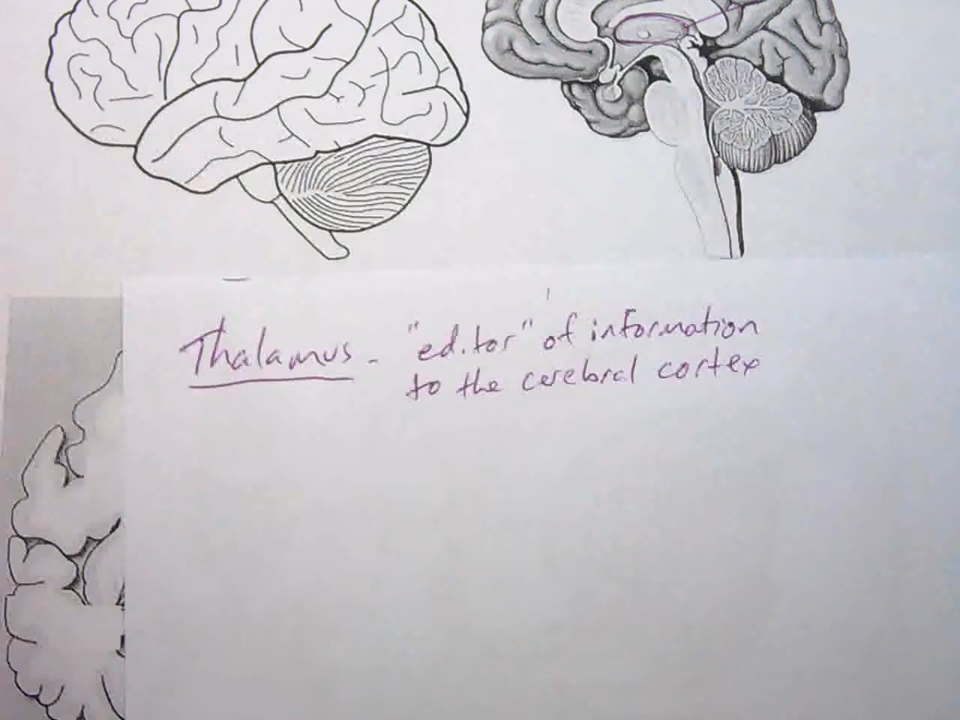 Thalamus - "editor" of information
to the cerebral cortex